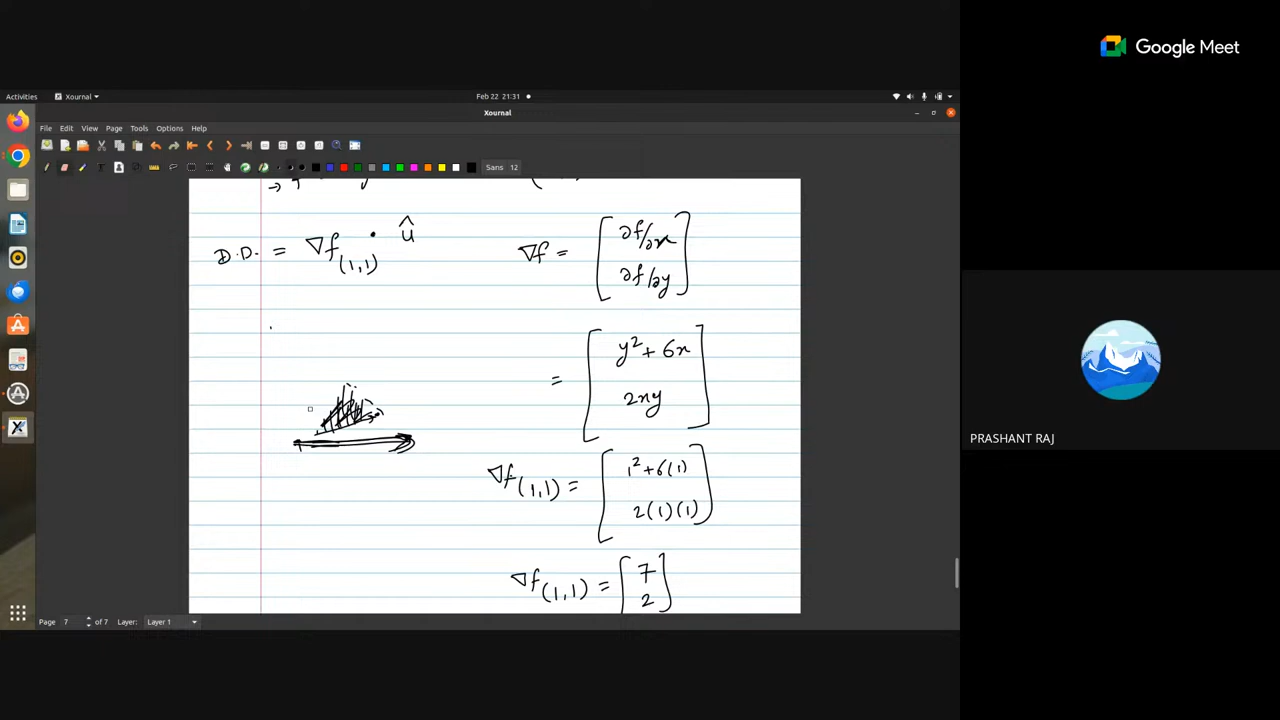 Google Meet
Activities Xournal Feb 22 21:31
Xournal
File Edit View Page Tools Options Help
Sans 12
D.D. = ∇f(1,1) · û
∇f = [∂f/∂x
∂f/∂y]
= [y² + 6x
2xy]
∇f(1,1) = [1² + 6(1)
2(1)(1)]
∇f(1,1) = [7
2]
PRASHANT RAJ
Page 7 of 7 Layer: Layer 1